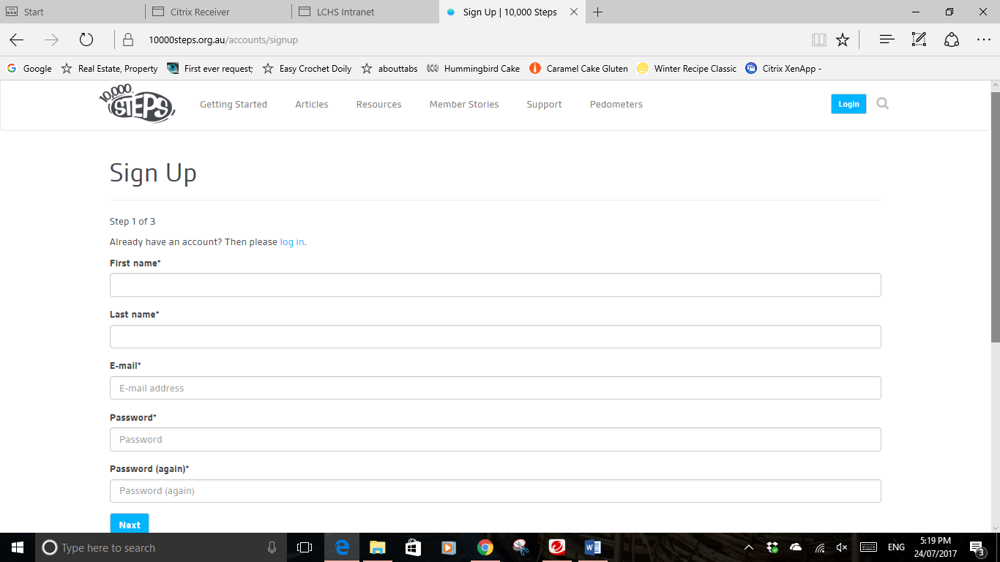 Start
Citrix Receiver
LCHS Intranet
Sign Up | 10,000 Steps
10000steps.org.au/accounts/signup
Google
Real Estate, Property
First ever request;
Easy Crochet Doily
abouttabs
Hummingbird Cake
Caramel Cake Gluten
Winter Recipe Classic
Citrix XenApp -
10,000 STEPS
Getting Started
Articles
Resources
Member Stories
Support
Pedometers
Login
Sign Up
Step 1 of 3
Already have an account? Then please log in.
First name*
Last name*
E-mail*
E-mail address
Password*
Password
Password (again)*
Password (again)
Next
Type here to search
ENG
5:19 PM
24/07/2017
3